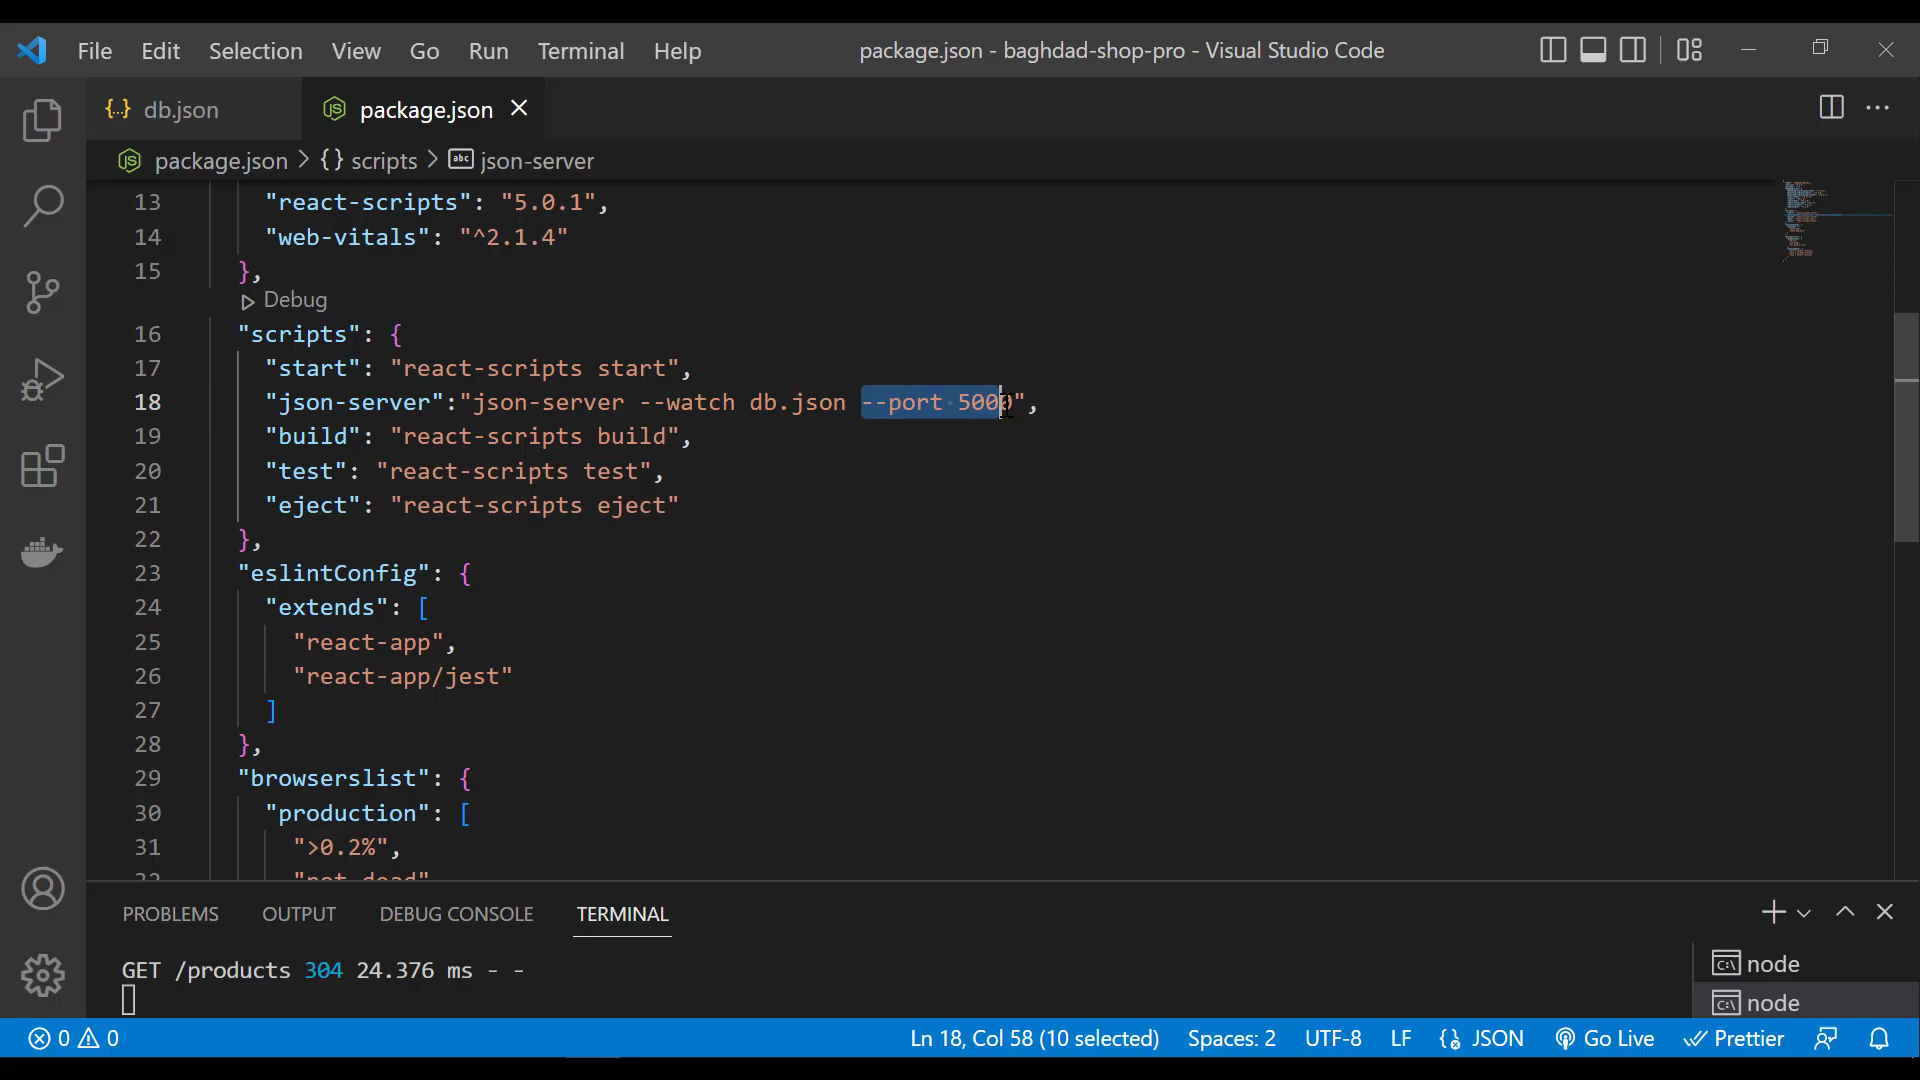 File Edit Selection View Go Run Terminal Help package.json - baghdad-shop-pro - Visual Studio Code
{..} db.json package.json
package.json > {} scripts > abc json-server
13 "react-scripts": "5.0.1",
14 "web-vitals": "^2.1.4"
15 },
Debug
16 "scripts": {
17 "start": "react-scripts start",
18 "json-server":"json-server --watch db.json --port 5000",
19 "build": "react-scripts build",
20 "test": "react-scripts test",
21 "eject": "react-scripts eject"
22 },
23 "eslintConfig": {
24 "extends": [
25 "react-app",
26 "react-app/jest"
27 ]
28 },
29 "browserslist": {
30 "production": [
31 ">0.2%",
32 "not dead"
PROBLEMS OUTPUT DEBUG CONSOLE TERMINAL
GET /products 304 24.376 ms - -
node
node
0 0 Ln 18, Col 58 (10 selected) Spaces: 2 UTF-8 LF JSON Go Live Prettier